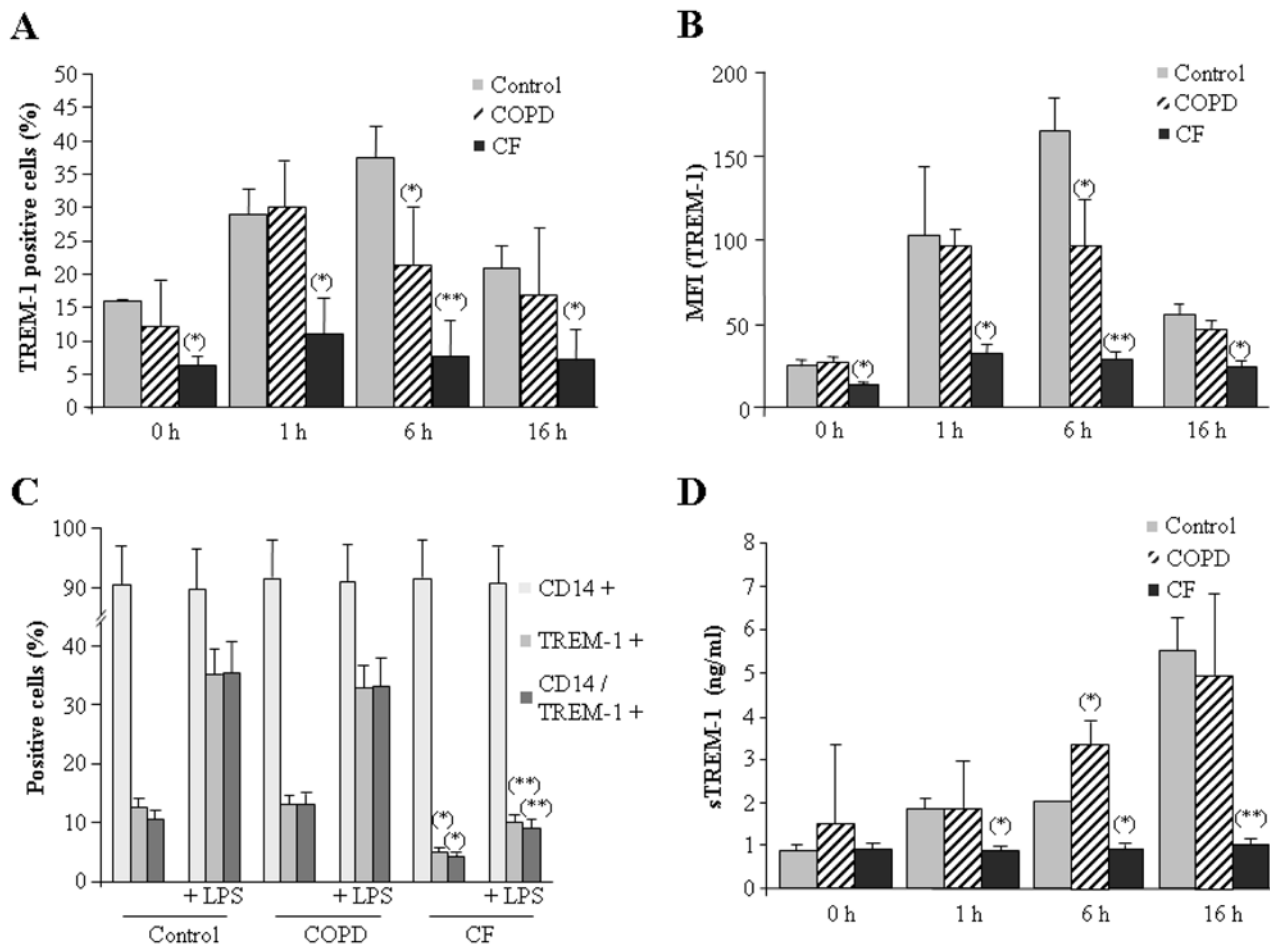 A
TREM-1 positive cells (%)
50
45
40
35
30
25
20
15
10
5
0
Control
COPD
CF
(*)
(*)
(*)
(**)
(*)
0 h 1 h 6 h 16 h
B
MFI (TREM-1)
200
150
100
50
0
Control
COPD
CF
(*)
(*)
(*)
(**)
(*)
0 h 1 h 6 h 16 h
C
Positive cells (%)
100
90
40
30
20
10
0
CD14 +
TREM-1 +
CD14 /
TREM-1 +
(*)
(*)
(**)
(**)
+ LPS + LPS + LPS
Control COPD CF
D
sTREM-1 (ng/ml)
8
7
6
5
4
3
2
1
0
Control
COPD
CF
(*)
(*)
(*)
(**)
0 h 1 h 6 h 16 h